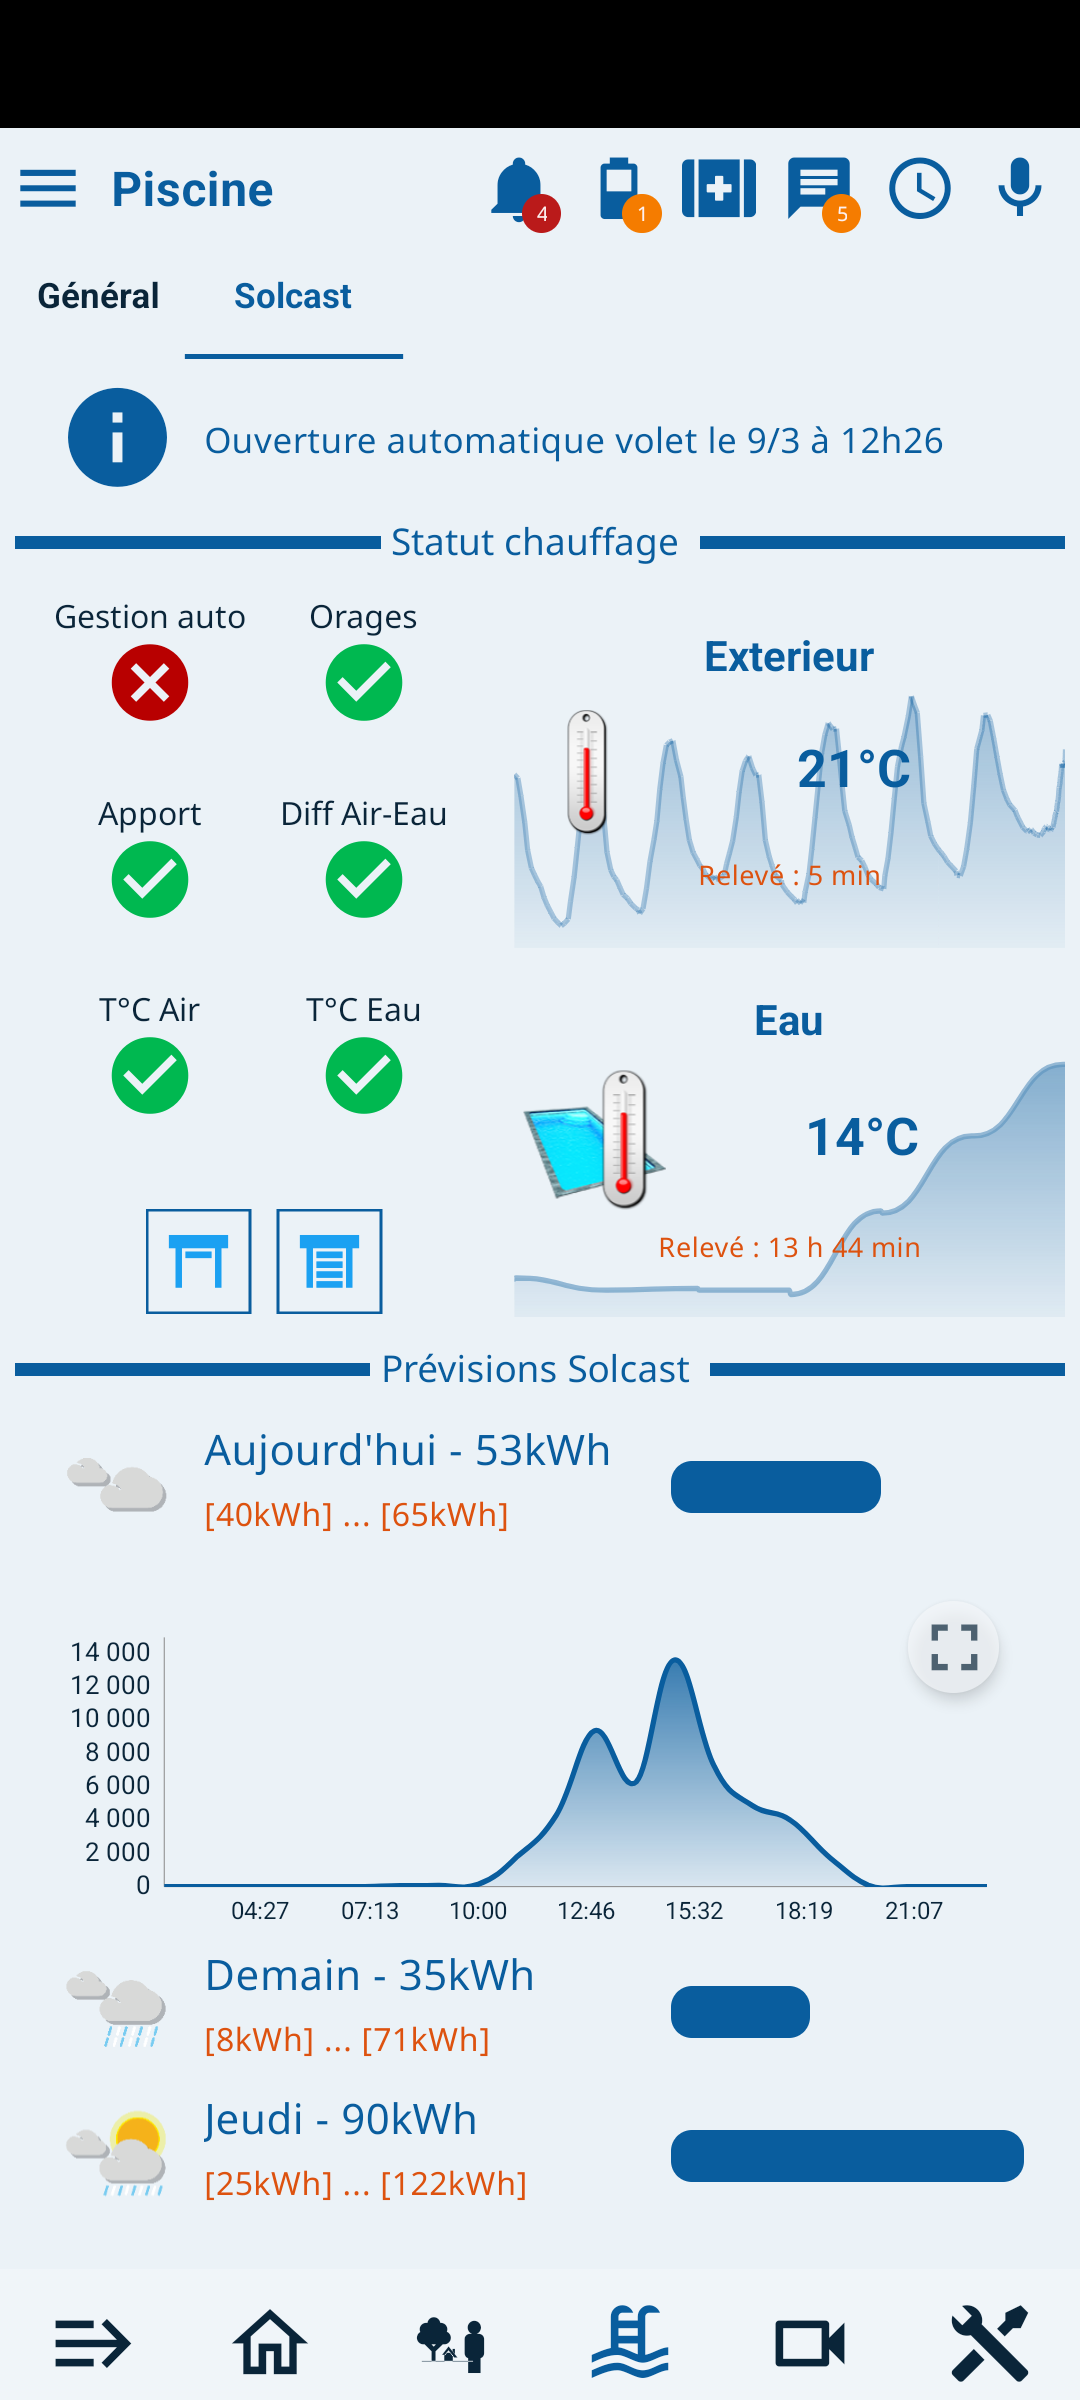 Piscine
4
1
5
Général
Solcast
Ouverture automatique volet le 9/3 à 12h26
Statut chauffage
Gestion auto
Orages
Exterieur
21°C
Relevé : 5 min
Apport
Diff Air-Eau
T°C Air
T°C Eau
Eau
14°C
Relevé : 13 h 44 min
Prévisions Solcast
Aujourd'hui - 53kWh
[40kWh] ... [65kWh]
14 000
12 000
10 000
8 000
6 000
4 000
2 000
0
04:27 07:13 10:00 12:46 15:32 18:19 21:07
Demain - 35kWh
[8kWh] ... [71kWh]
Jeudi - 90kWh
[25kWh] ... [122kWh]